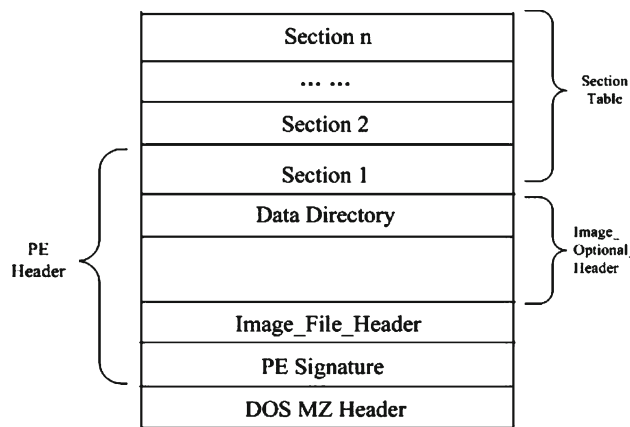 Section n
... ...
Section 2
Section 1
Data Directory
Image_File_Header
PE Signature
...
DOS MZ Header
PE
Header
Section
Table
Image_
Optional_
Header